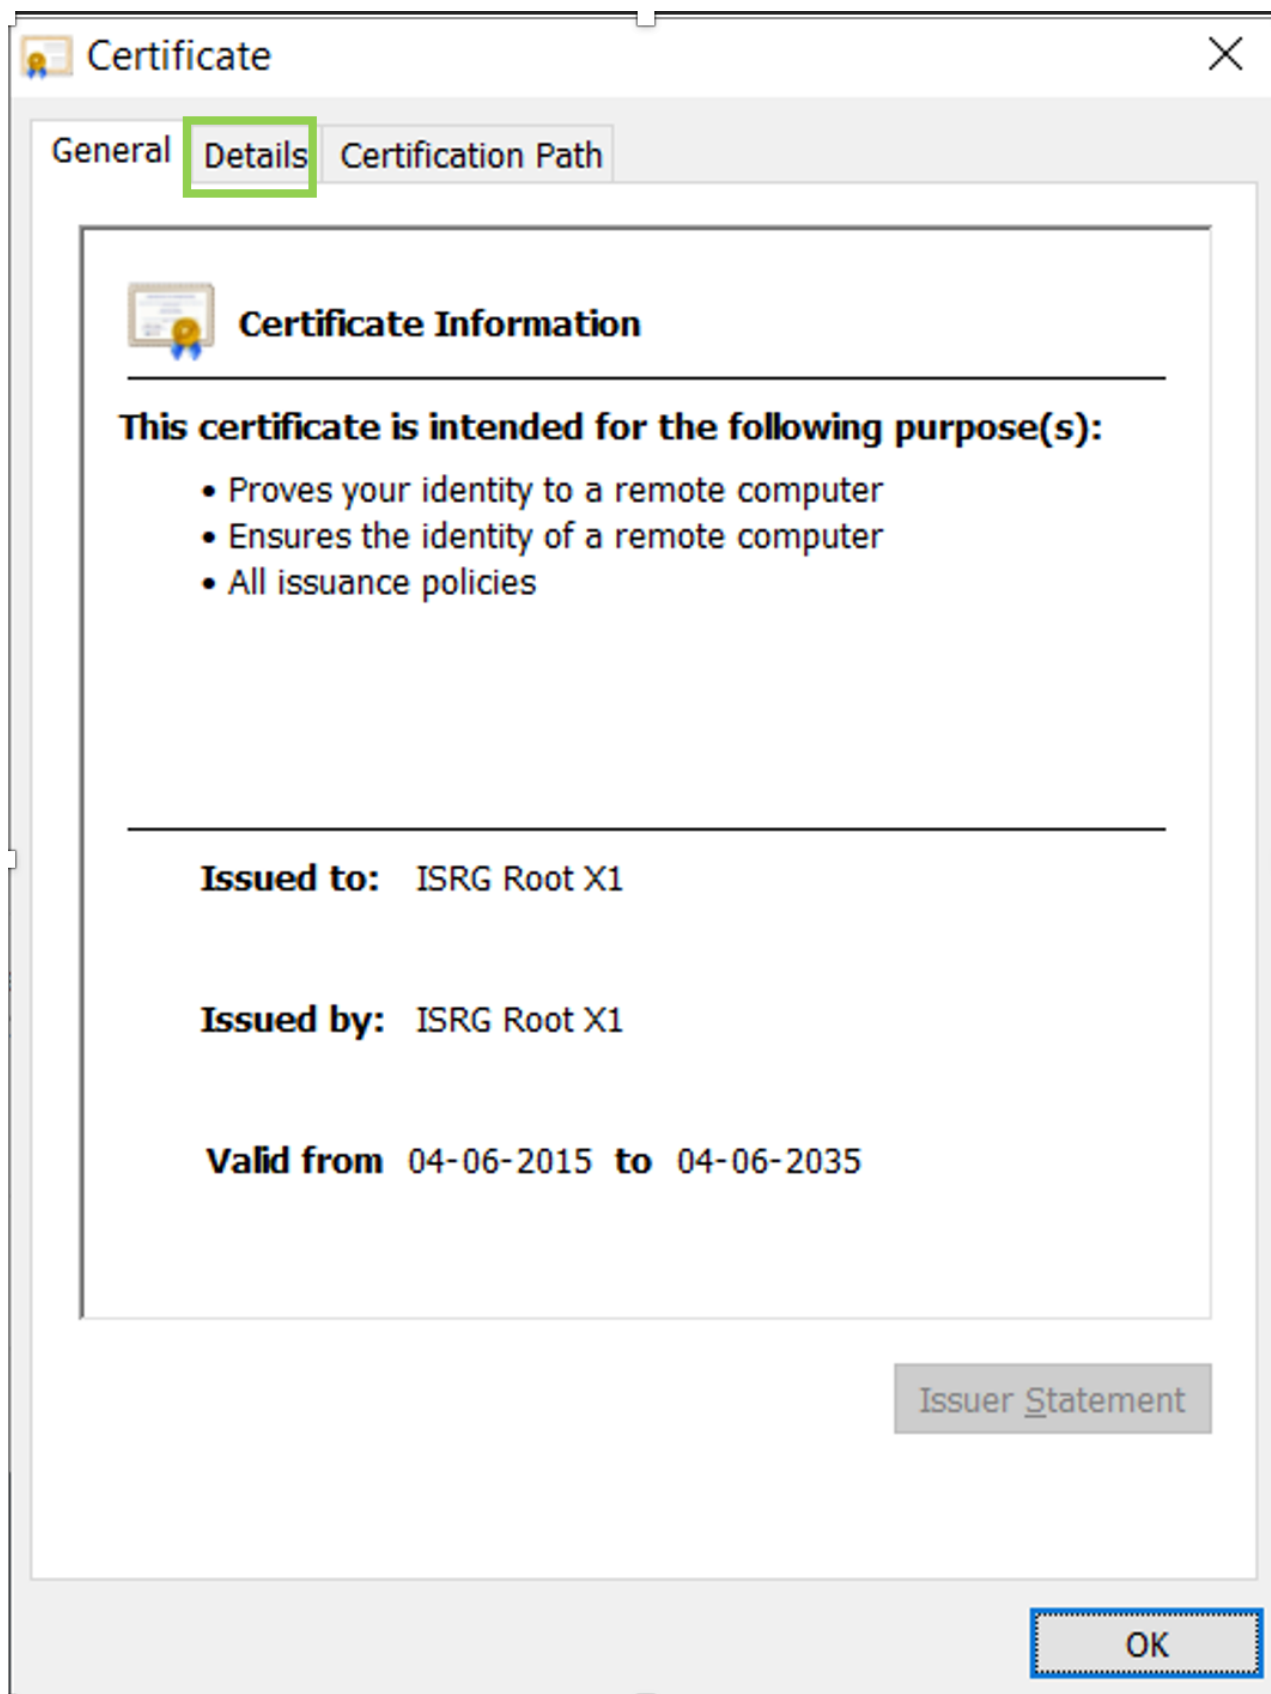 Certificate
General Details Certification Path
Certificate Information
This certificate is intended for the following purpose(s):
• Proves your identity to a remote computer
• Ensures the identity of a remote computer
• All issuance policies
Issued to: ISRG Root X1
Issued by: ISRG Root X1
Valid from 04-06-2015 to 04-06-2035
Issuer Statement
OK